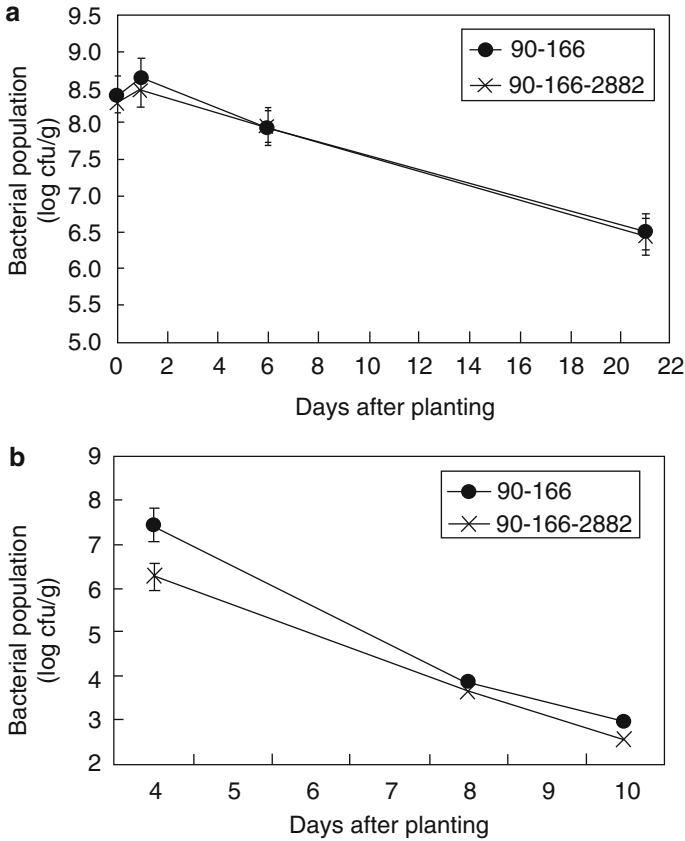 a
9.5
9.0
8.5
8.0
7.5
7.0
6.5
6.0
5.5
5.0
Bacterial population
(log cfu/g)
90-166
90-166-2882
0 2 4 6 8 10 12 14 16 18 20 22
Days after planting
b
9
8
7
6
5
4
3
2
Bacterial population
(log cfu/g)
90-166
90-166-2882
4 5 6 7 8 9 10
Days after planting